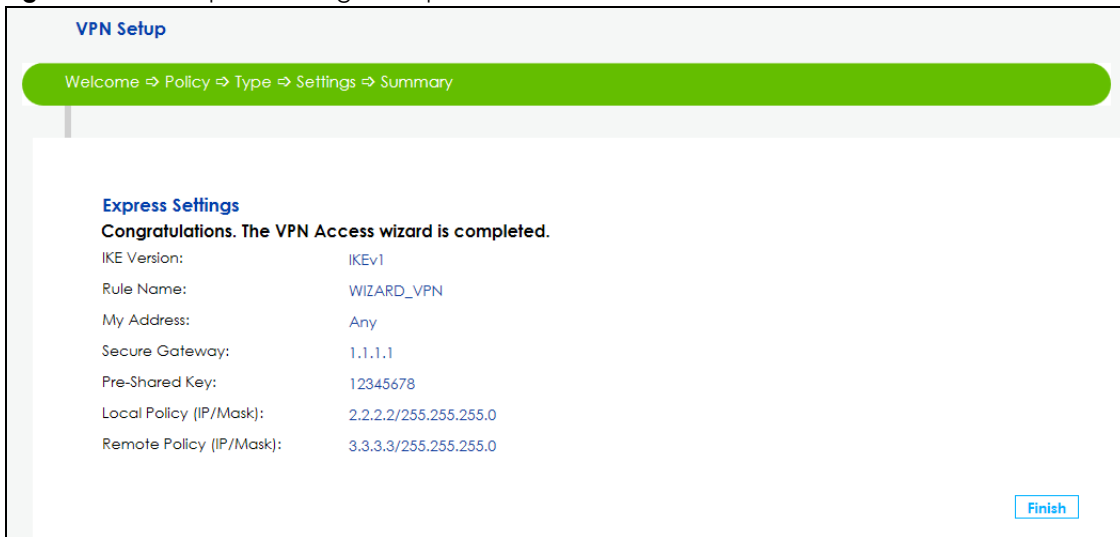 VPN Setup
Welcome ⇨ Policy ⇨ Type ⇨ Settings ⇨ Summary
Express Settings
Congratulations. The VPN Access wizard is completed.
IKE Version: IKEv1
Rule Name: WIZARD_VPN
My Address: Any
Secure Gateway: 1.1.1.1
Pre-Shared Key: 12345678
Local Policy (IP/Mask): 2.2.2.2/255.255.255.0
Remote Policy (IP/Mask): 3.3.3.3/255.255.255.0
Finish